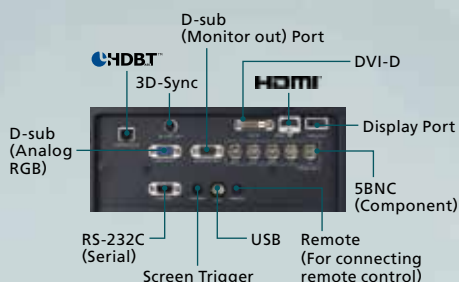 D-sub
(Monitor out) Port
HDBT™
3D-Sync
DVI-D
HDMI
Display Port
D-sub
(Analog
RGB)
5BNC
(Component)
RS-232C
(Serial)
Screen Trigger
USB
Remote
(For connecting
remote control)